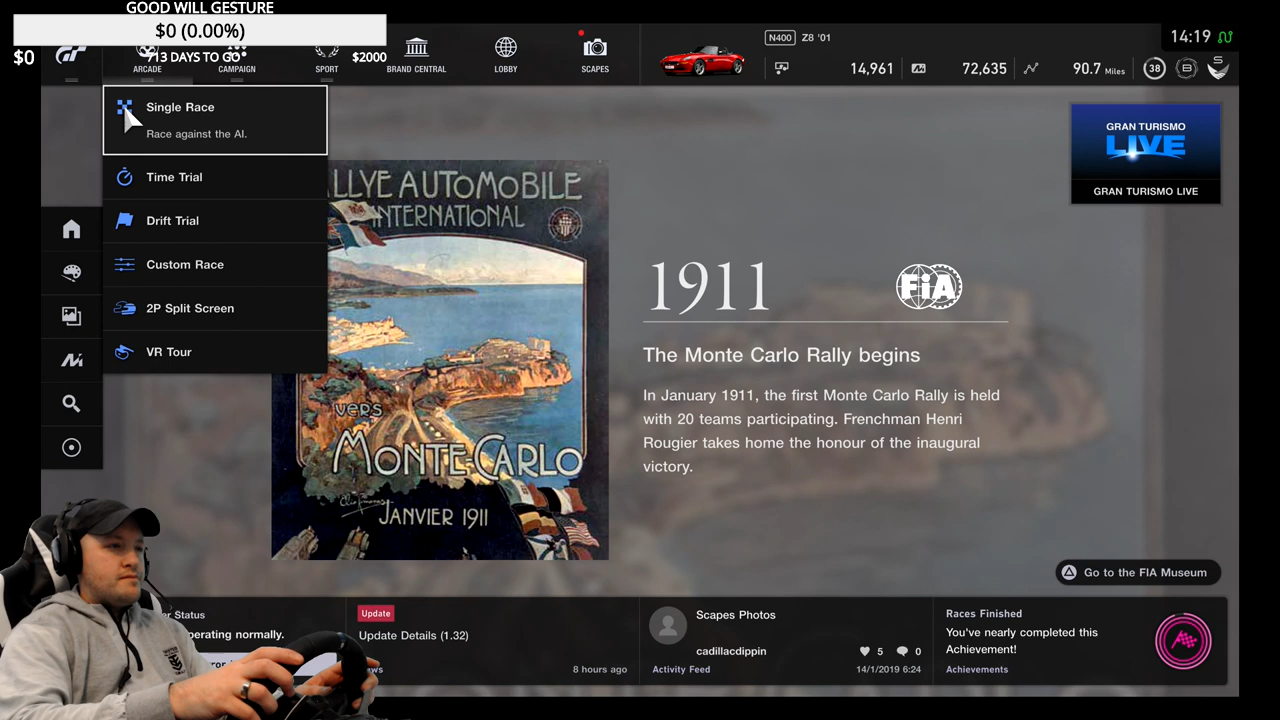 GOOD WILL GESTURE
$0 (0.00%)
$0
713 DAYS TO GO
$2000
ARCADE
CAMPAIGN
SPORT
BRAND CENTRAL
LOBBY
SCAPES
N400 Z8 '01
14,961
72,635
90.7 Miles
38
B
S
14:19
Single Race
Race against the AI.
Time Trial
Drift Trial
Custom Race
2P Split Screen
VR Tour
GRAN TURISMO
LIVE
GRAN TURISMO LIVE
LLYE AUTOMOBILE
INTERNATIONAL
VERS
MONTE-CARLO
JANVIER 1911
1911
FiA
The Monte Carlo Rally begins
In January 1911, the first Monte Carlo Rally is held
with 20 teams participating. Frenchman Henri
Rougier takes home the honour of the inaugural
victory.
Go to the FIA Museum
er Status
perating normally.
Update
Update Details (1.32)
ws
8 hours ago
Scapes Photos
cadillacdippin
5
0
Activity Feed
14/1/2019 6:24
Races Finished
You've nearly completed this
Achievement!
Achievements